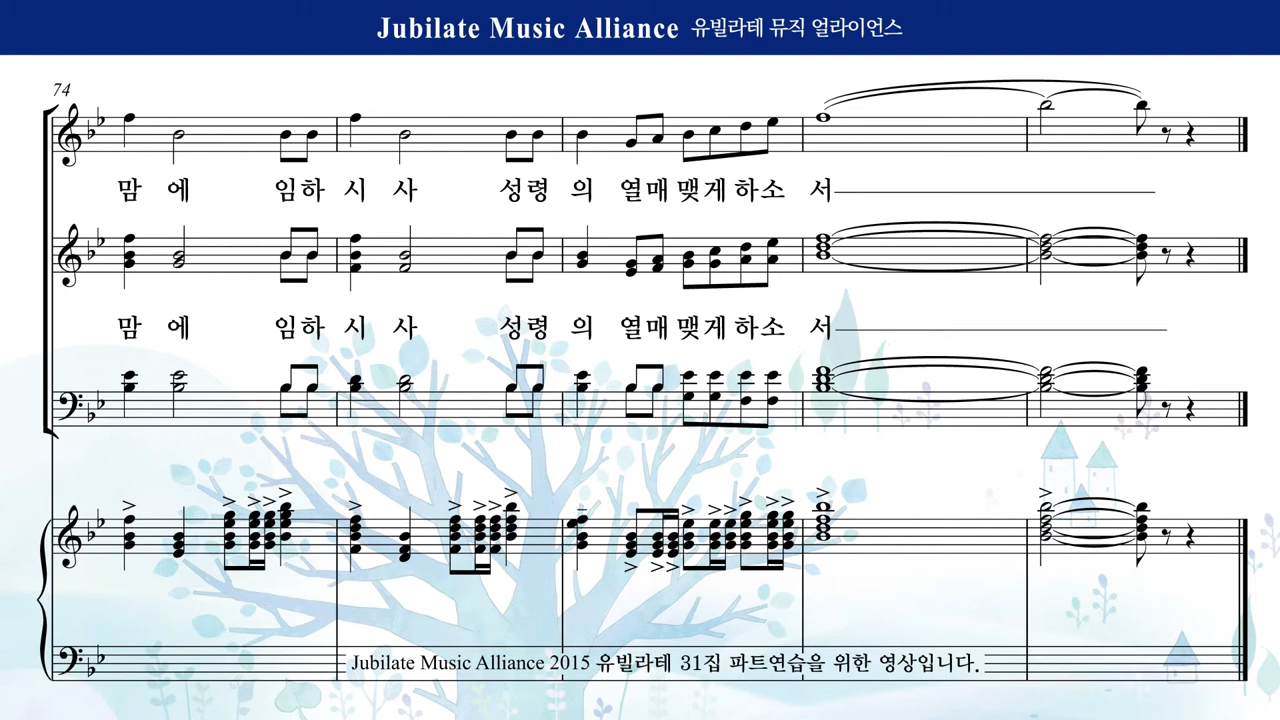 Jubilate Music Alliance 유빌라테 뮤직 얼라이언스
74
맘에 임하시사 성령의 열매 맺게하소서
맘에 임하시사 성령의 열매 맺게하소서
Jubilate Music Alliance 2015 유빌라테 31집 파트연습을 위한 영상입니다.